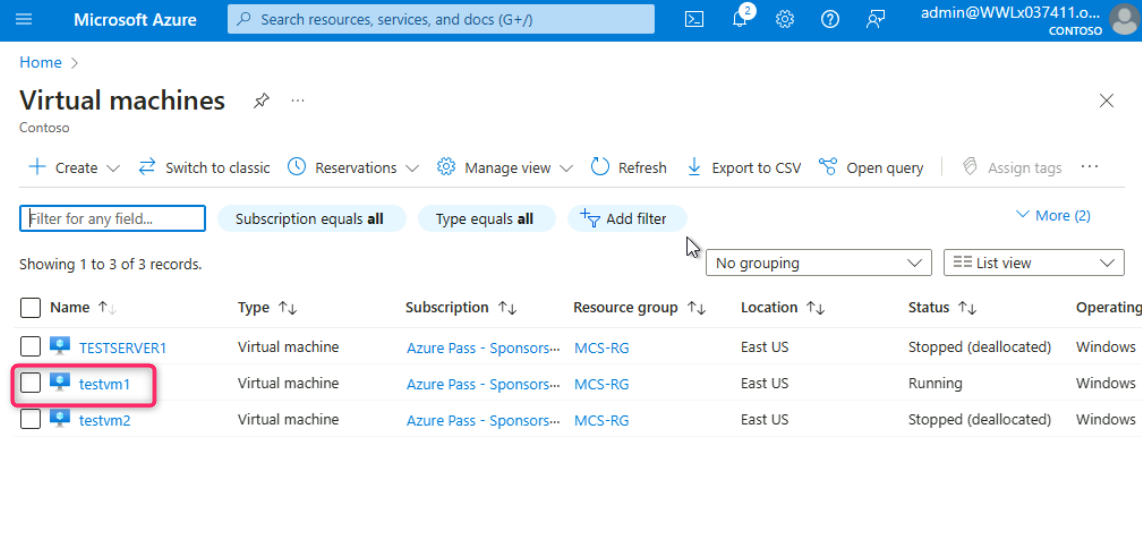 Microsoft Azure
Search resources, services, and docs (G+/)
2
admin@WWLx037411.o...
CONTOSO
Home >
Virtual machines
...
Contoso
Create
Switch to classic
Reservations
Manage view
Refresh
Export to CSV
Open query
Assign tags
...
Filter for any field...
Subscription equals all
Type equals all
Add filter
More (2)
Showing 1 to 3 of 3 records.
No grouping
List view
Name ↑↓ Type ↑↓ Subscription ↑↓ Resource group ↑↓ Location ↑↓ Status ↑↓ Operating
TESTSERVER1 Virtual machine Azure Pass - Sponsors... MCS-RG East US Stopped (deallocated) Windows
testvm1 Virtual machine Azure Pass - Sponsors... MCS-RG East US Running Windows
testvm2 Virtual machine Azure Pass - Sponsors... MCS-RG East US Stopped (deallocated) Windows